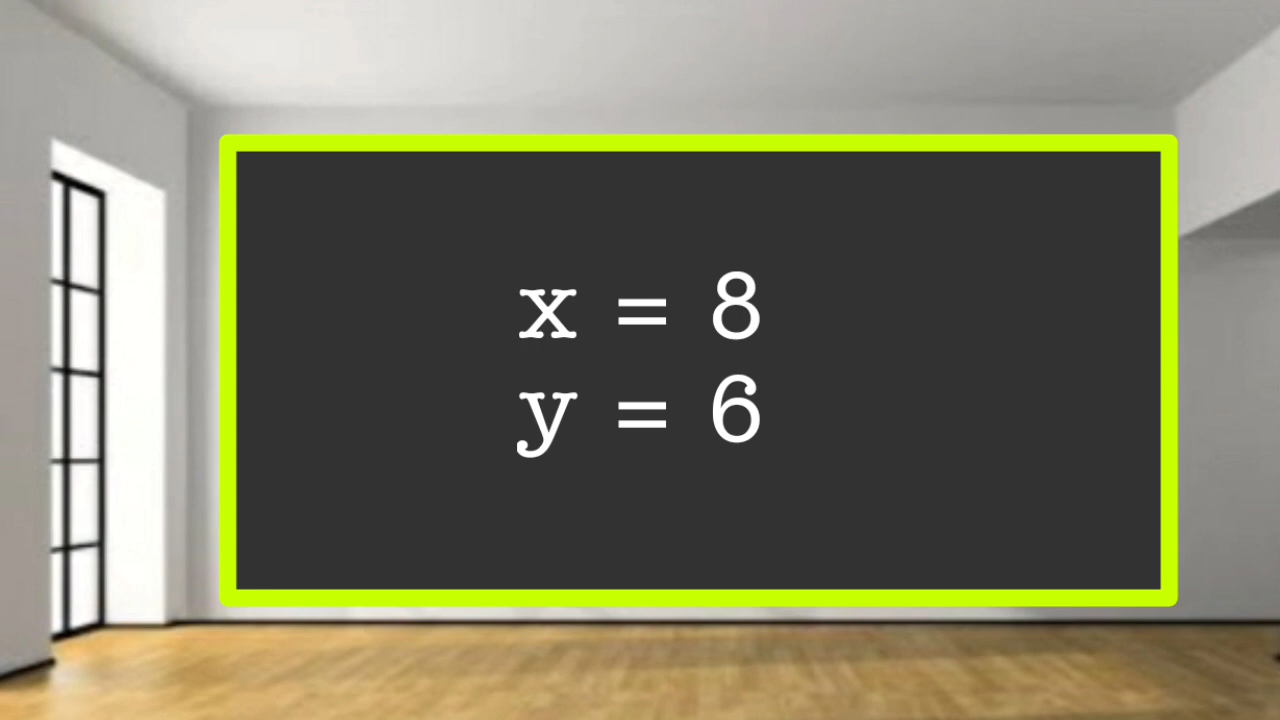 x = 8
y = 6